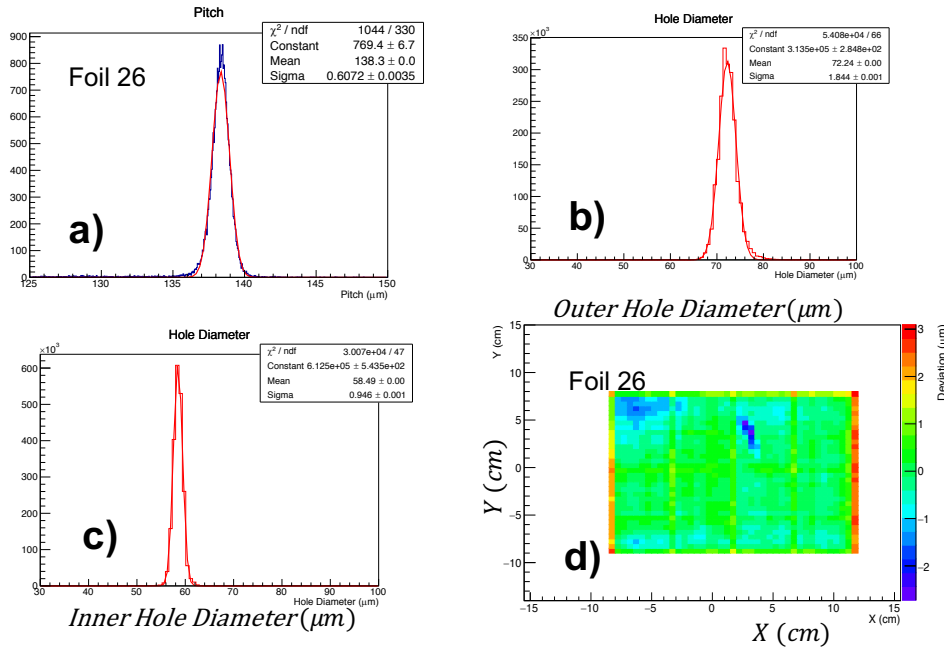 Pitch
χ² / ndf 1044 / 330
Constant 769.4 ± 6.7
Mean 138.3 ± 0.0
Sigma 0.6072 ± 0.0035
Foil 26
a)
900
800
700
600
500
400
300
200
100
0
125 130 135 140 145 150
Pitch (μm)
Hole Diameter
χ² / ndf 5.408e+04 / 66
Constant 3.135e+05 ± 2.848e+02
Mean 72.24 ± 0.00
Sigma 1.844 ± 0.001
×10³
b)
350
300
250
200
150
100
50
0
30 40 50 60 70 80 90 100
Hole Diameter (μm)
Outer Hole Diameter(μm)
Hole Diameter
χ² / ndf 3.007e+04 / 47
Constant 6.125e+05 ± 5.435e+02
Mean 58.49 ± 0.00
Sigma 0.946 ± 0.001
×10³
c)
600
500
400
300
200
100
0
30 40 50 60 70 80 90 100
Hole Diameter (μm)
Inner Hole Diameter(μm)
Y (cm)
Foil 26
Y (cm)
d)
15
10
5
0
−5
−10
−15 −10 −5 0 5 10 15
X (cm)
X (cm)
3
2
1
0
−1
−2
Deviation (μm)